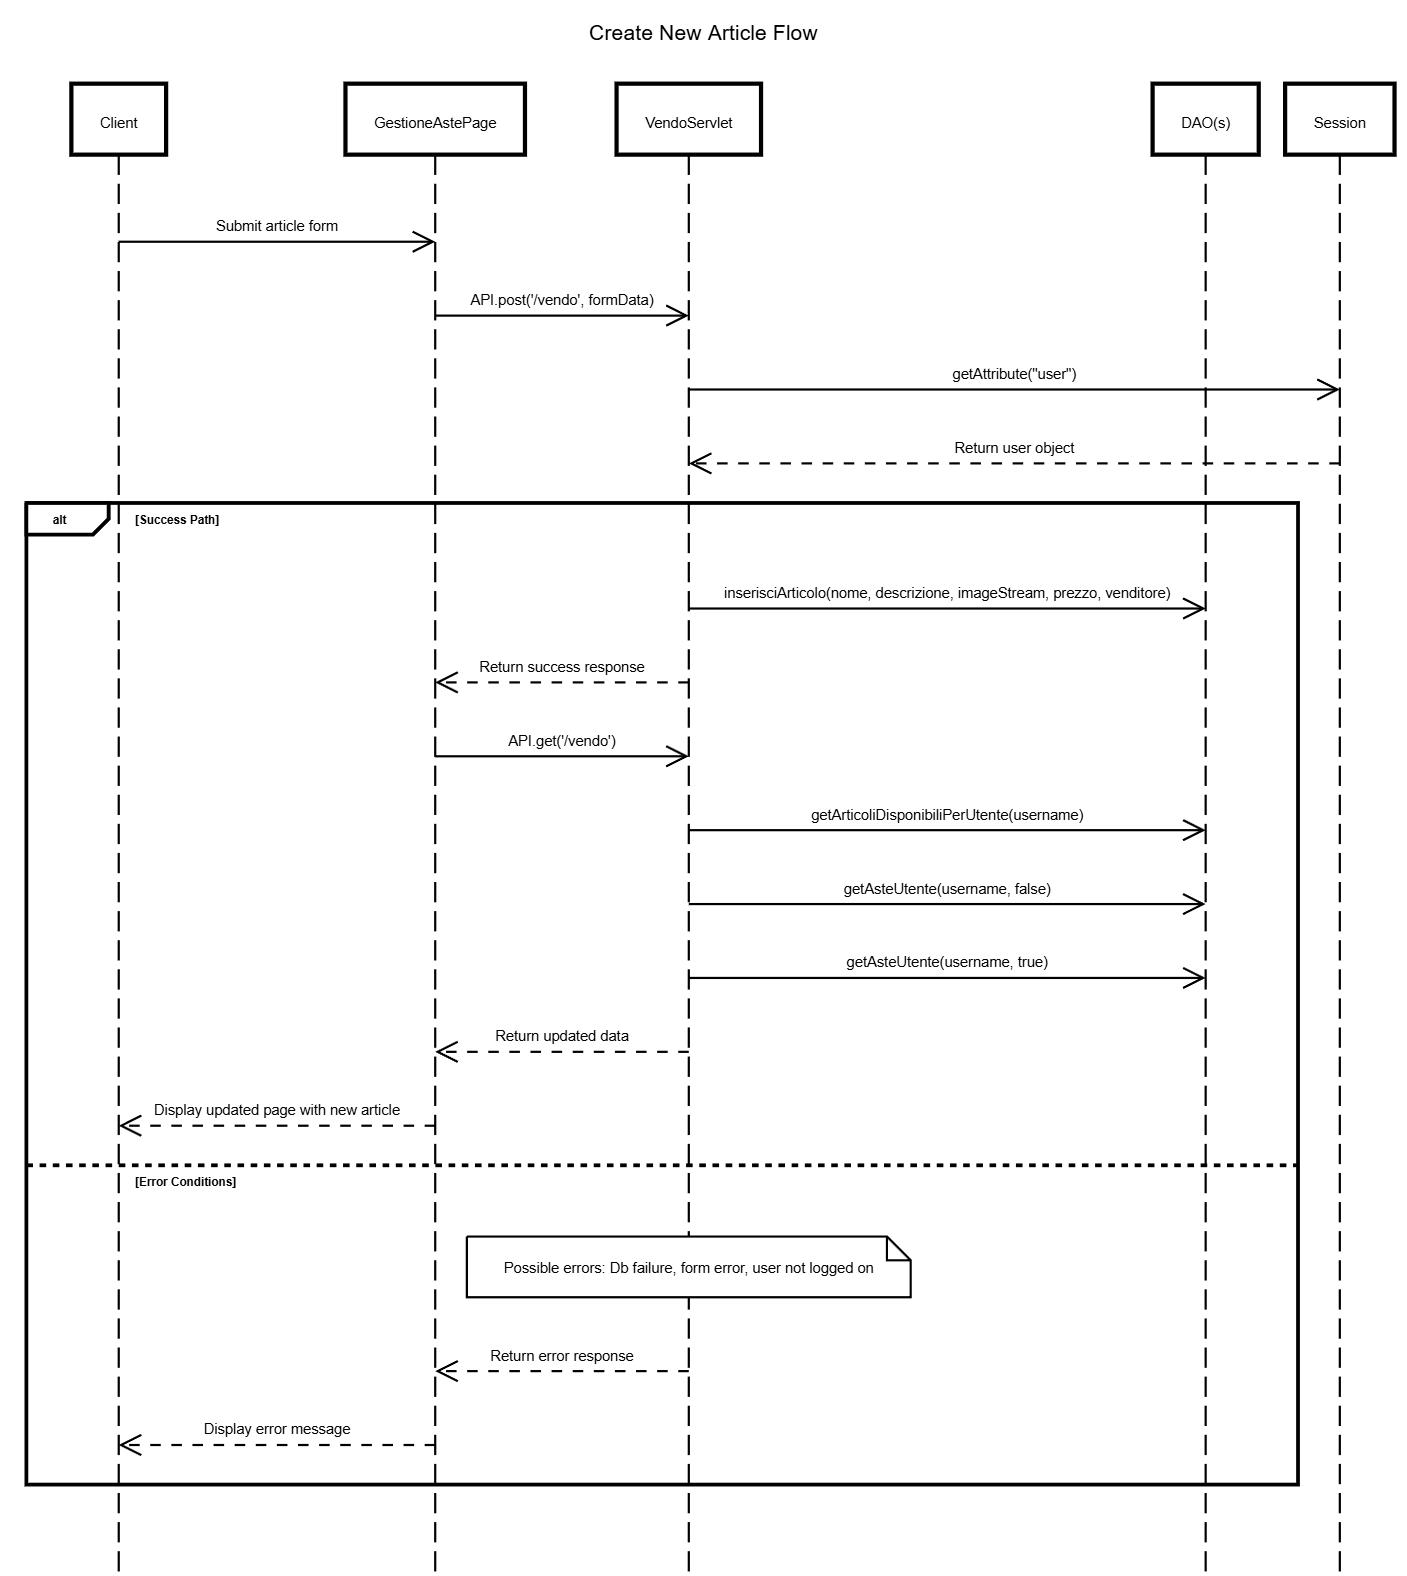 Create New Article Flow
Client
GestioneAstePage
VendoServlet
DAO(s)
Session
Submit article form
API.post('/vendo', formData)
getAttribute("user")
Return user object
alt
[Success Path]
inserisciArticolo(nome, descrizione, imageStream, prezzo, venditore)
Return success response
API.get('/vendo')
getArticoliDisponibiliPerUtente(username)
getAsteUtente(username, false)
getAsteUtente(username, true)
Return updated data
Display updated page with new article
[Error Conditions]
Possible errors: Db failure, form error, user not logged on
Return error response
Display error message